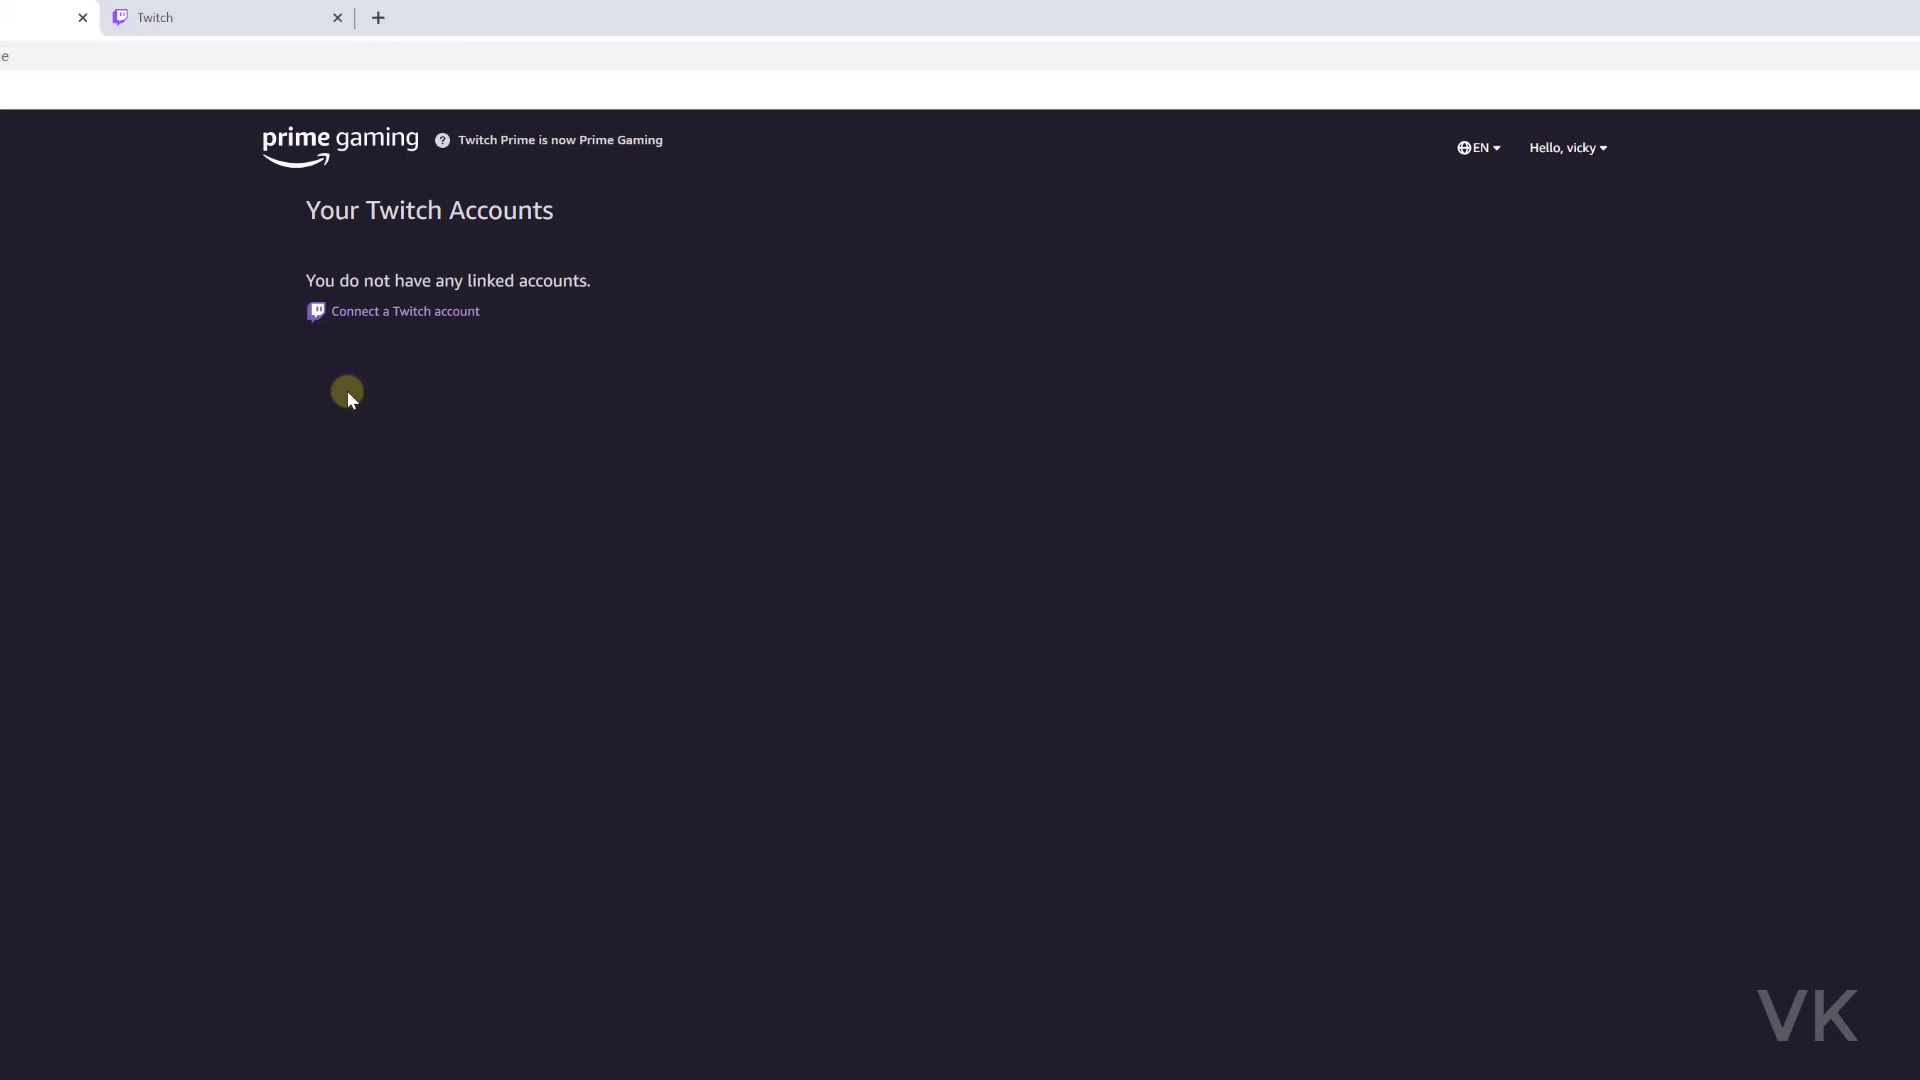 Twitch
e
prime gaming
Twitch Prime is now Prime Gaming
EN
Hello, vicky
Your Twitch Accounts
You do not have any linked accounts.
Connect a Twitch account
VK